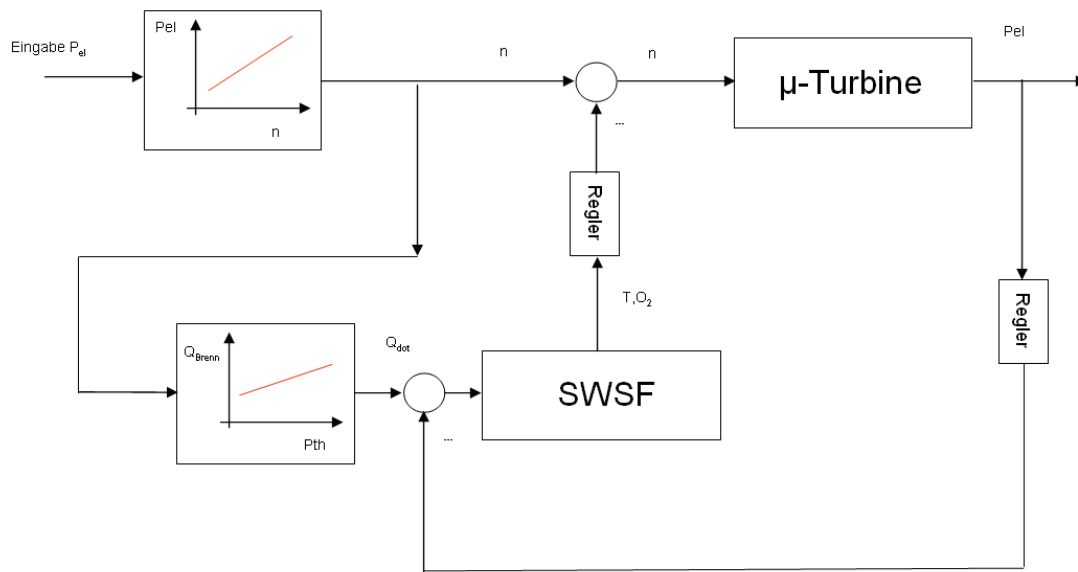 Eingabe Pel
Pel
n
n
n
µ-Turbine
Pel
...
Regler
T,O2
Regler
QBrenn
Pth
Qdot
...
SWSF